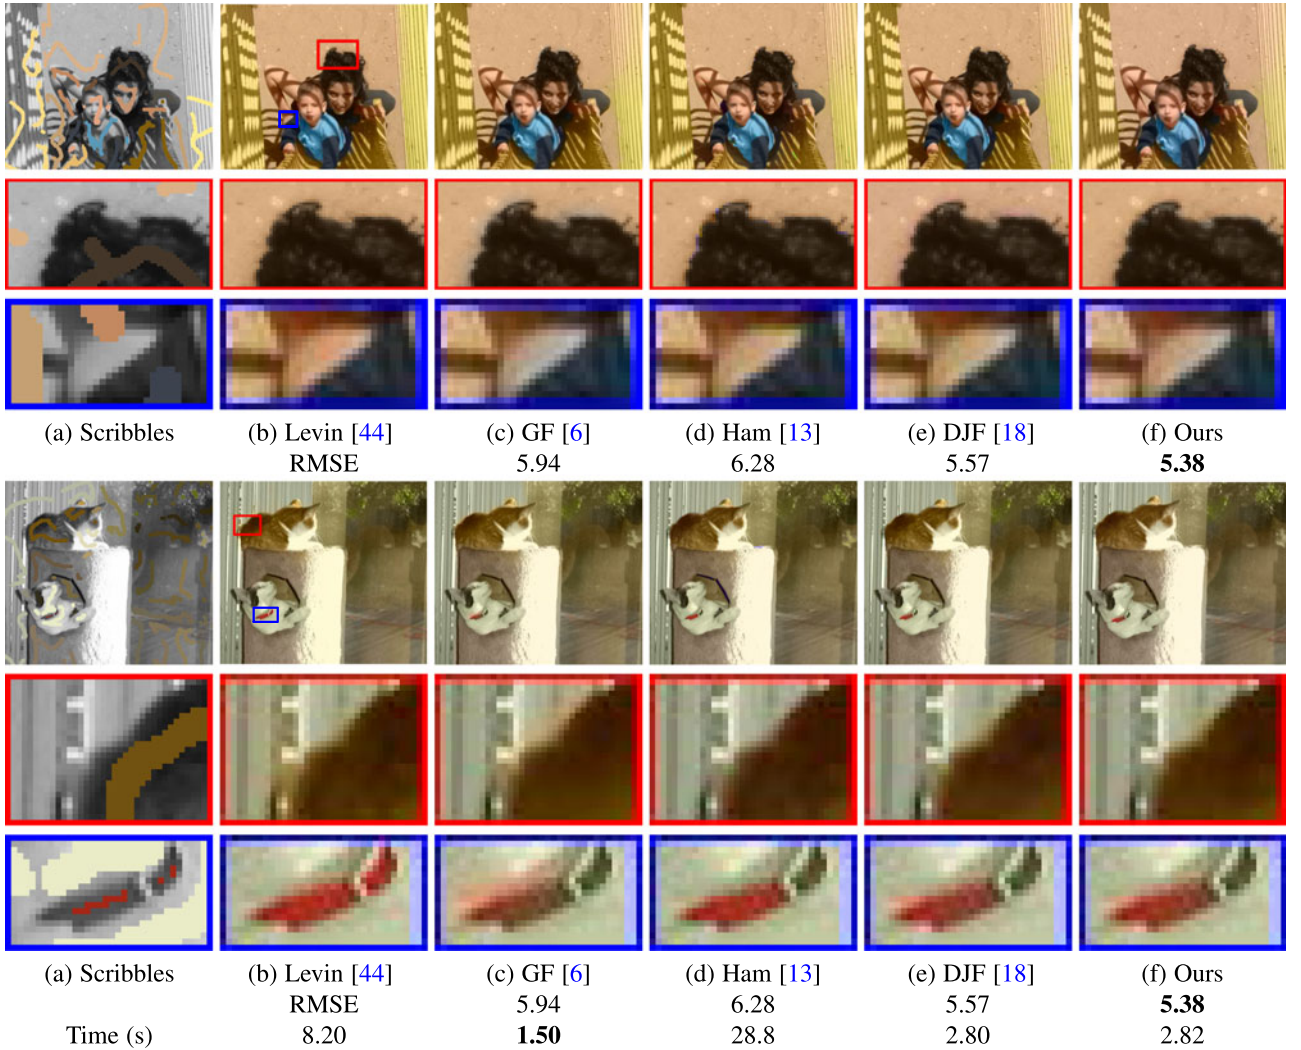 (a) Scribbles (b) Levin [44] (c) GF [6] (d) Ham [13] (e) DJF [18] (f) Ours
RMSE 5.94 6.28 5.57 5.38
(a) Scribbles (b) Levin [44] (c) GF [6] (d) Ham [13] (e) DJF [18] (f) Ours
RMSE 5.94 6.28 5.57 5.38
Time (s) 8.20 1.50 28.8 2.80 2.82